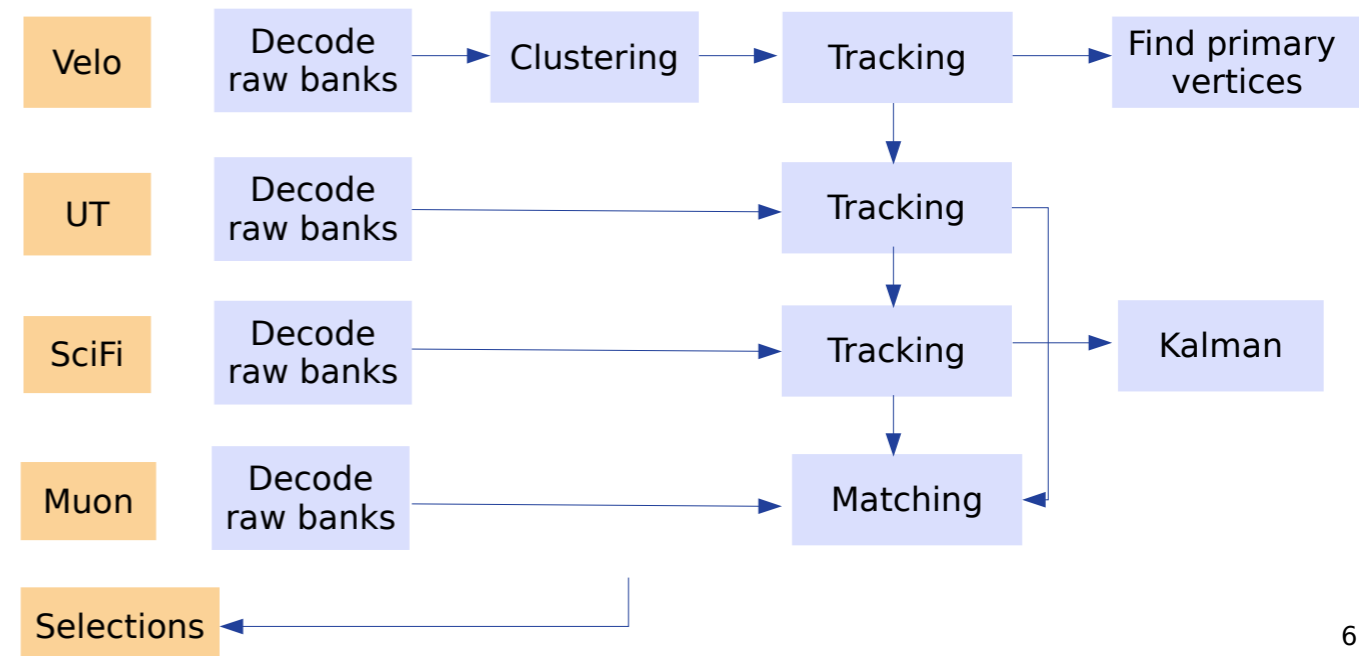 Velo
Decode
raw banks
Clustering
Tracking
Find primary
vertices
UT
Decode
raw banks
Tracking
SciFi
Decode
raw banks
Tracking
Kalman
Muon
Decode
raw banks
Matching
Selections
6